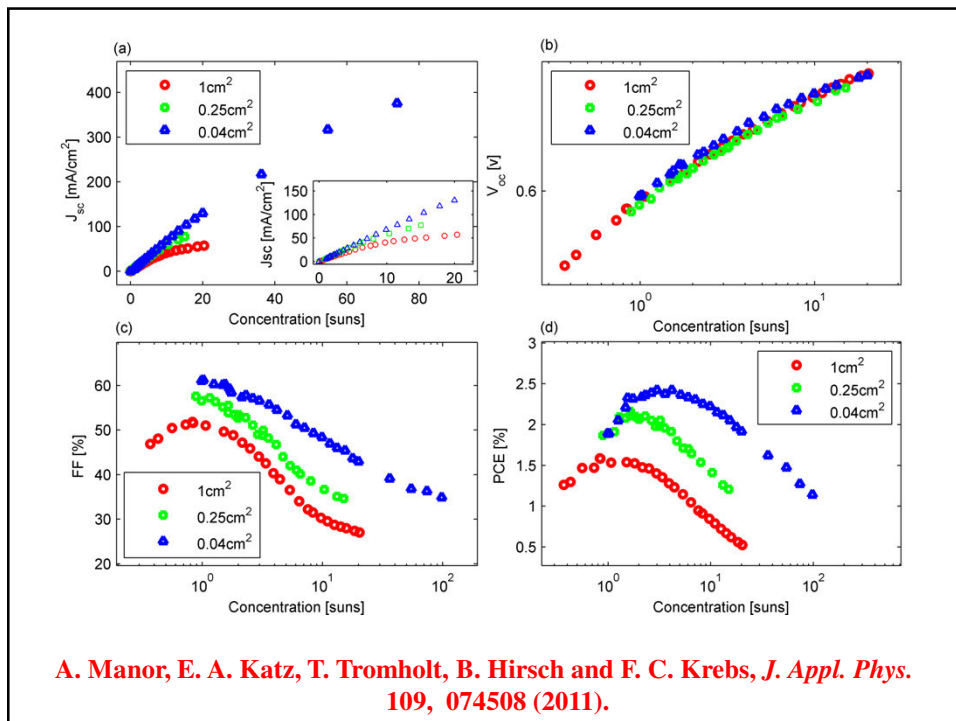 (a)
1cm²
0.25cm²
0.04cm²
400
300
200
100
0
J_sc [mA/cm²]
0 20 40 60 80
Concentration [suns]
150
100
50
0
Jsc [mA/cm²]
0 5 10 15 20
(b)
1cm²
0.25cm²
0.04cm²
0.6
V_oc [v]
10⁰ 10¹
Concentration [suns]
(c)
60
50
40
30
20
FF [%]
1cm²
0.25cm²
0.04cm²
10⁰ 10¹ 10²
Concentration [suns]
(d)
3
2.5
2
1.5
1
0.5
PCE [%]
1cm²
0.25cm²
0.04cm²
10⁰ 10¹ 10²
Concentration [suns]
A. Manor, E. A. Katz, T. Tromholt, B. Hirsch and F. C. Krebs, J. Appl. Phys.
109, 074508 (2011).